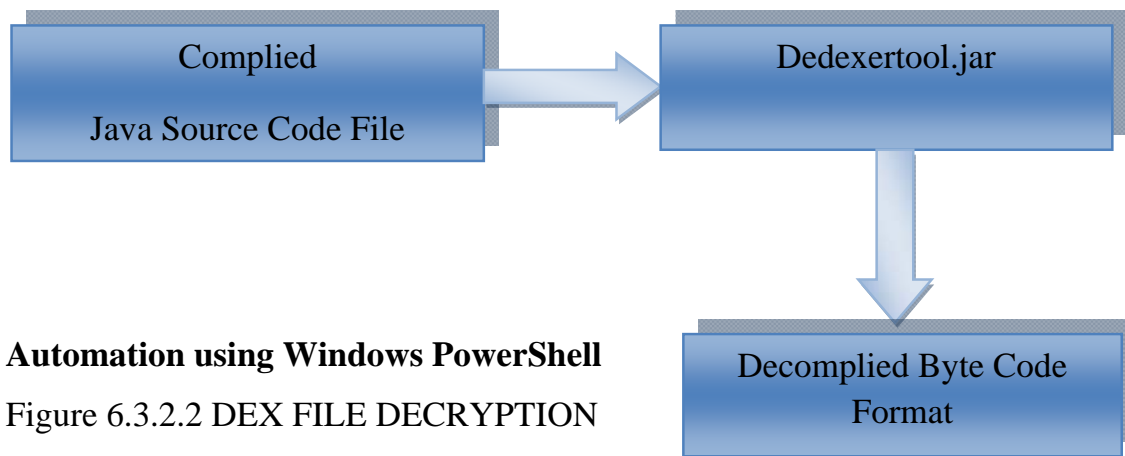 Complied
Java Source Code File
Dedexertool.jar
Automation using Windows PowerShell
Figure 6.3.2.2 DEX FILE DECRYPTION
Decomplied Byte Code
Format